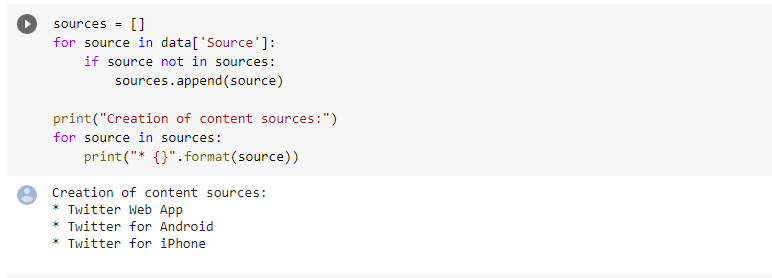 sources = []
for source in data['Source']:
    if source not in sources:
        sources.append(source)

print("Creation of content sources:")
for source in sources:
    print("* {}".format(source))
Creation of content sources:
* Twitter Web App
* Twitter for Android
* Twitter for iPhone